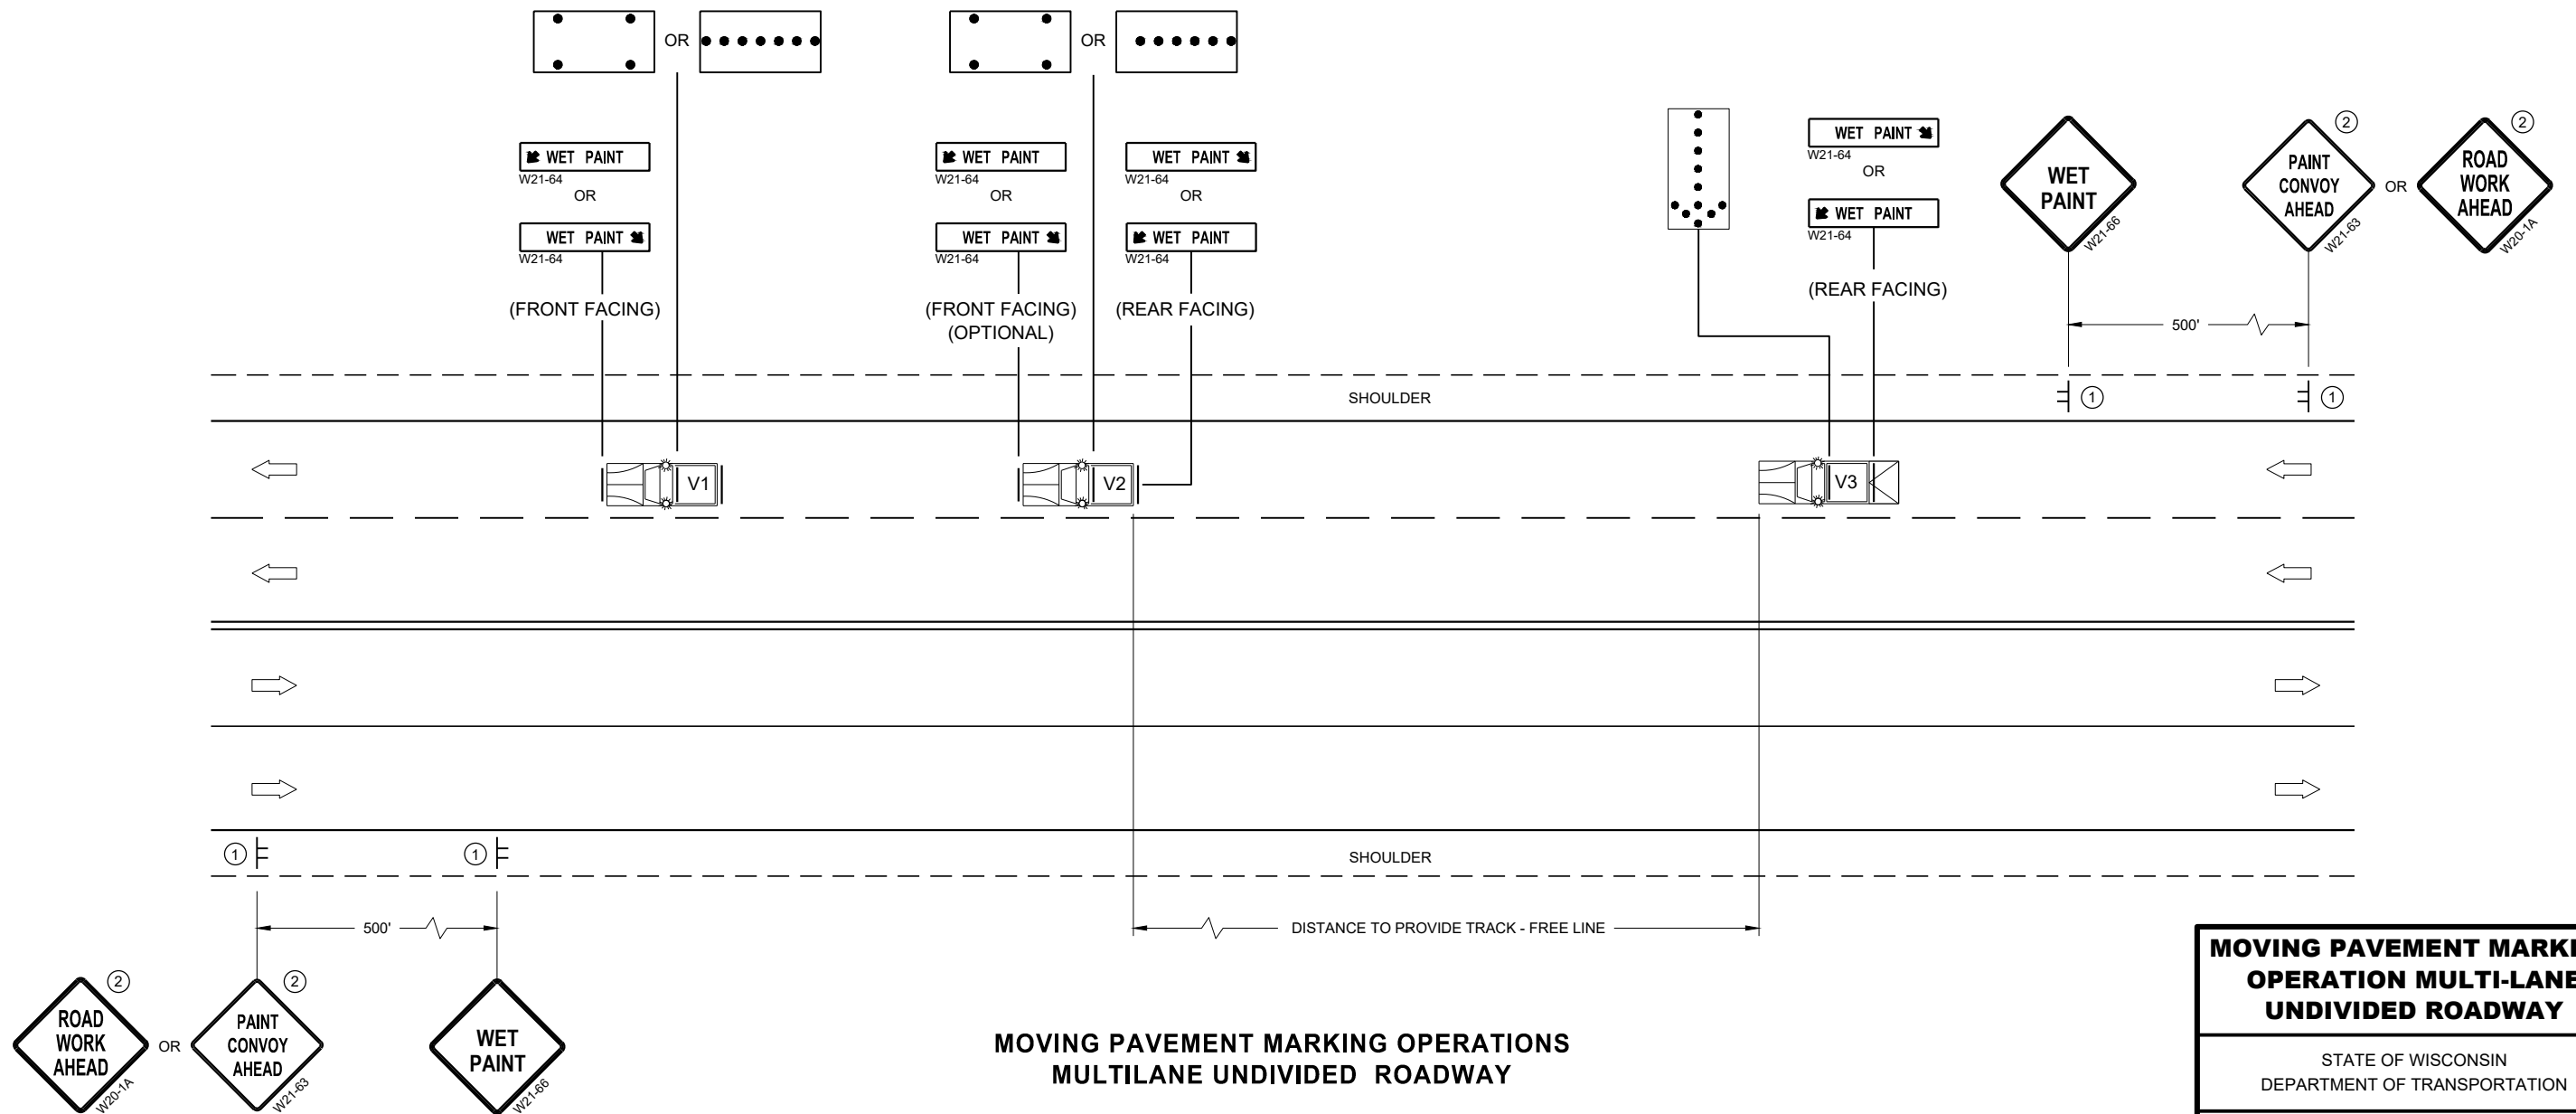 OR
OR
WET PAINT
W21-64
OR
WET PAINT
W21-64
(FRONT FACING)
WET PAINT
W21-64
OR
WET PAINT
W21-64
(FRONT FACING)
(OPTIONAL)
WET PAINT
W21-64
OR
WET PAINT
W21-64
(REAR FACING)
WET PAINT
W21-64
OR
WET PAINT
W21-64
(REAR FACING)
WET
PAINT
W21-66
2
PAINT
CONVOY
AHEAD
W21-63
OR
2
ROAD
WORK
AHEAD
W20-1A
500'
SHOULDER
1
1
V1
V2
V3
1
1
SHOULDER
500'
DISTANCE TO PROVIDE TRACK - FREE LINE
2
ROAD
WORK
AHEAD
W20-1A
OR
2
PAINT
CONVOY
AHEAD
W21-63
WET
PAINT
W21-66
MOVING PAVEMENT MARKING OPERATIONS
MULTILANE UNDIVIDED ROADWAY
MOVING PAVEMENT MARKI
OPERATION MULTI-LANE
UNDIVIDED ROADWAY
STATE OF WISCONSIN
DEPARTMENT OF TRANSPORTATION